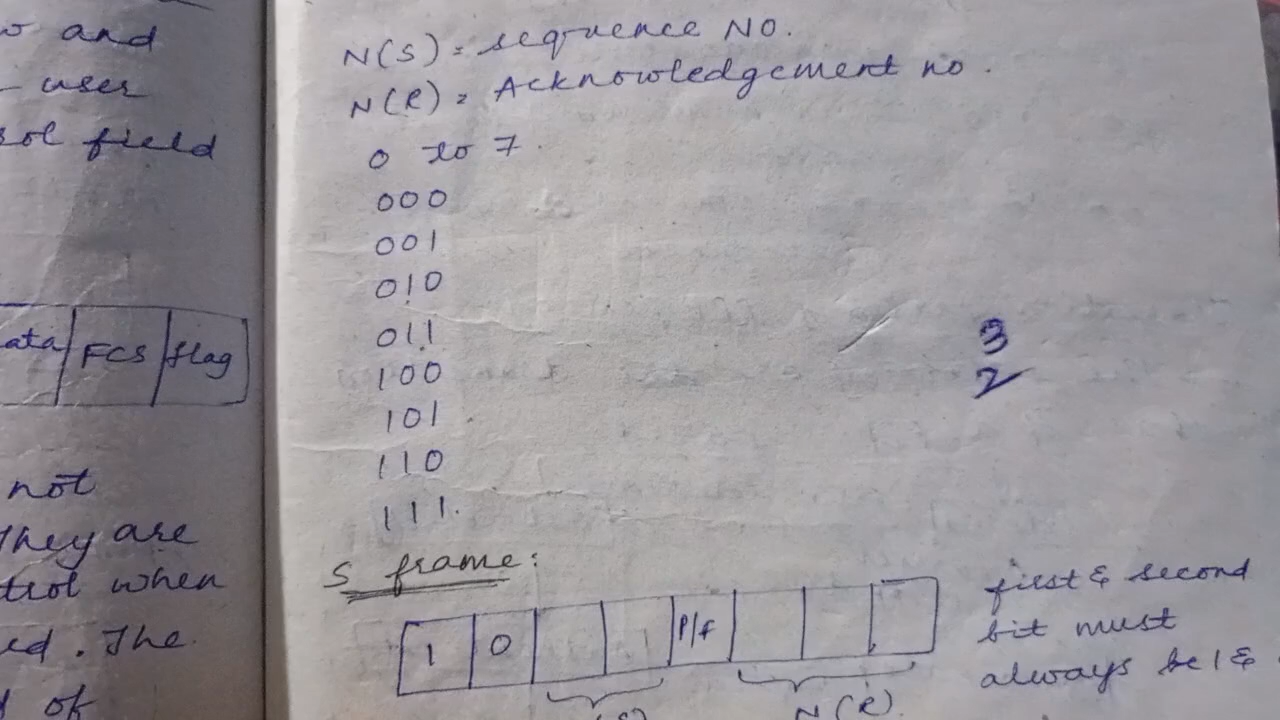 and
user
field
ata FCS flag
not
They are
when
ed. The
of
N(S) = sequence NO.
N(R) = Acknowledgement no.
0 to 7.
000
001
010
011
100
101
110
111.
3
2
S frame:
1 0 P/f
N(R)
first & second
bit must
always be 1 &